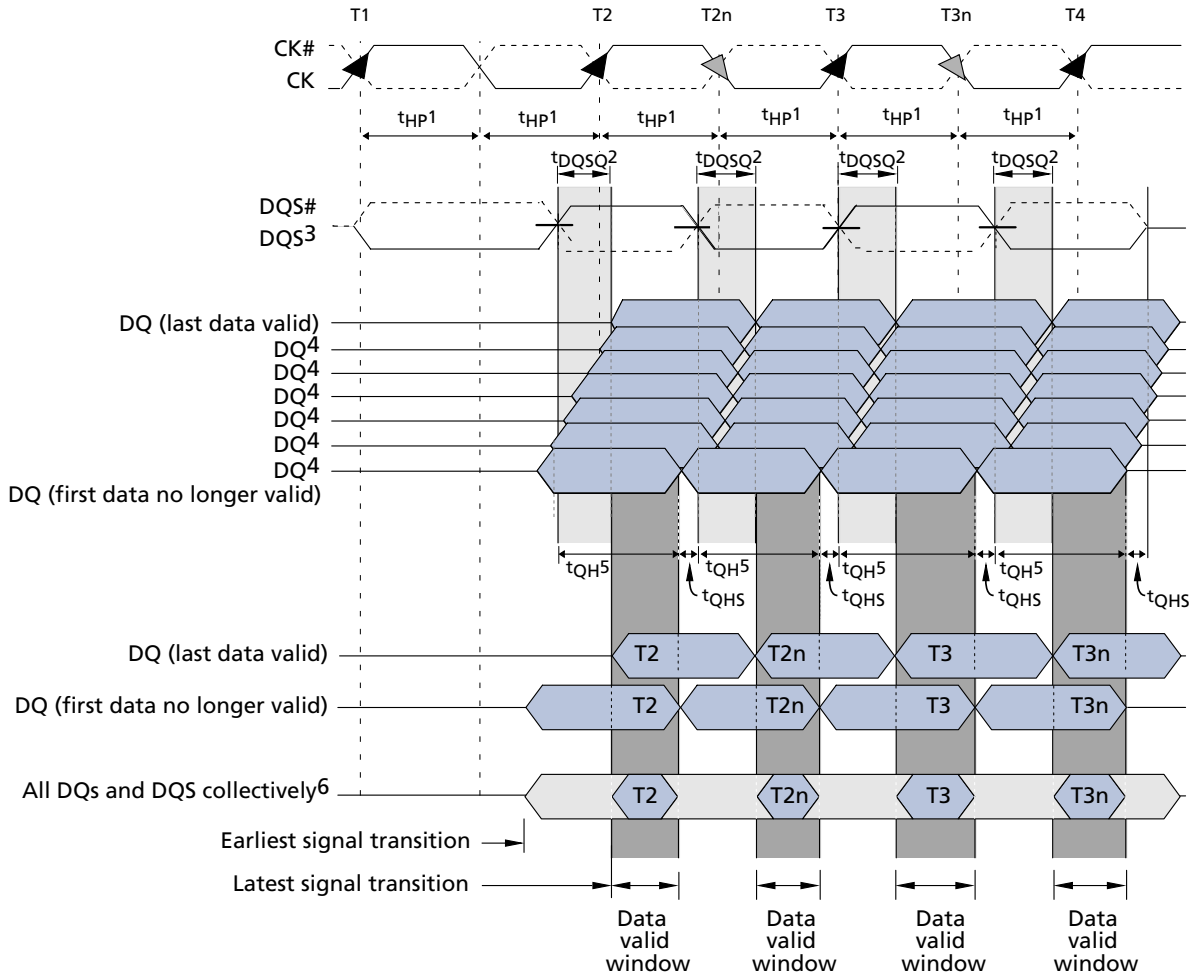 T1 T2 T2n T3 T3n T4
CK#
CK
tHP1 tHP1 tHP1 tHP1 tHP1 tHP1
tDQSQ2 tDQSQ2 tDQSQ2 tDQSQ2
DQS#
DQS3
DQ (last data valid)
DQ4
DQ4
DQ4
DQ4
DQ4
DQ4
DQ (first data no longer valid)
tQH5 tQH5 tQH5 tQH5
tQHS tQHS tQHS tQHS
DQ (last data valid) T2 T2n T3 T3n
DQ (first data no longer valid) T2 T2n T3 T3n
All DQs and DQS collectively6 T2 T2n T3 T3n
Earliest signal transition
Latest signal transition
Data valid window
Data valid window
Data valid window
Data valid window